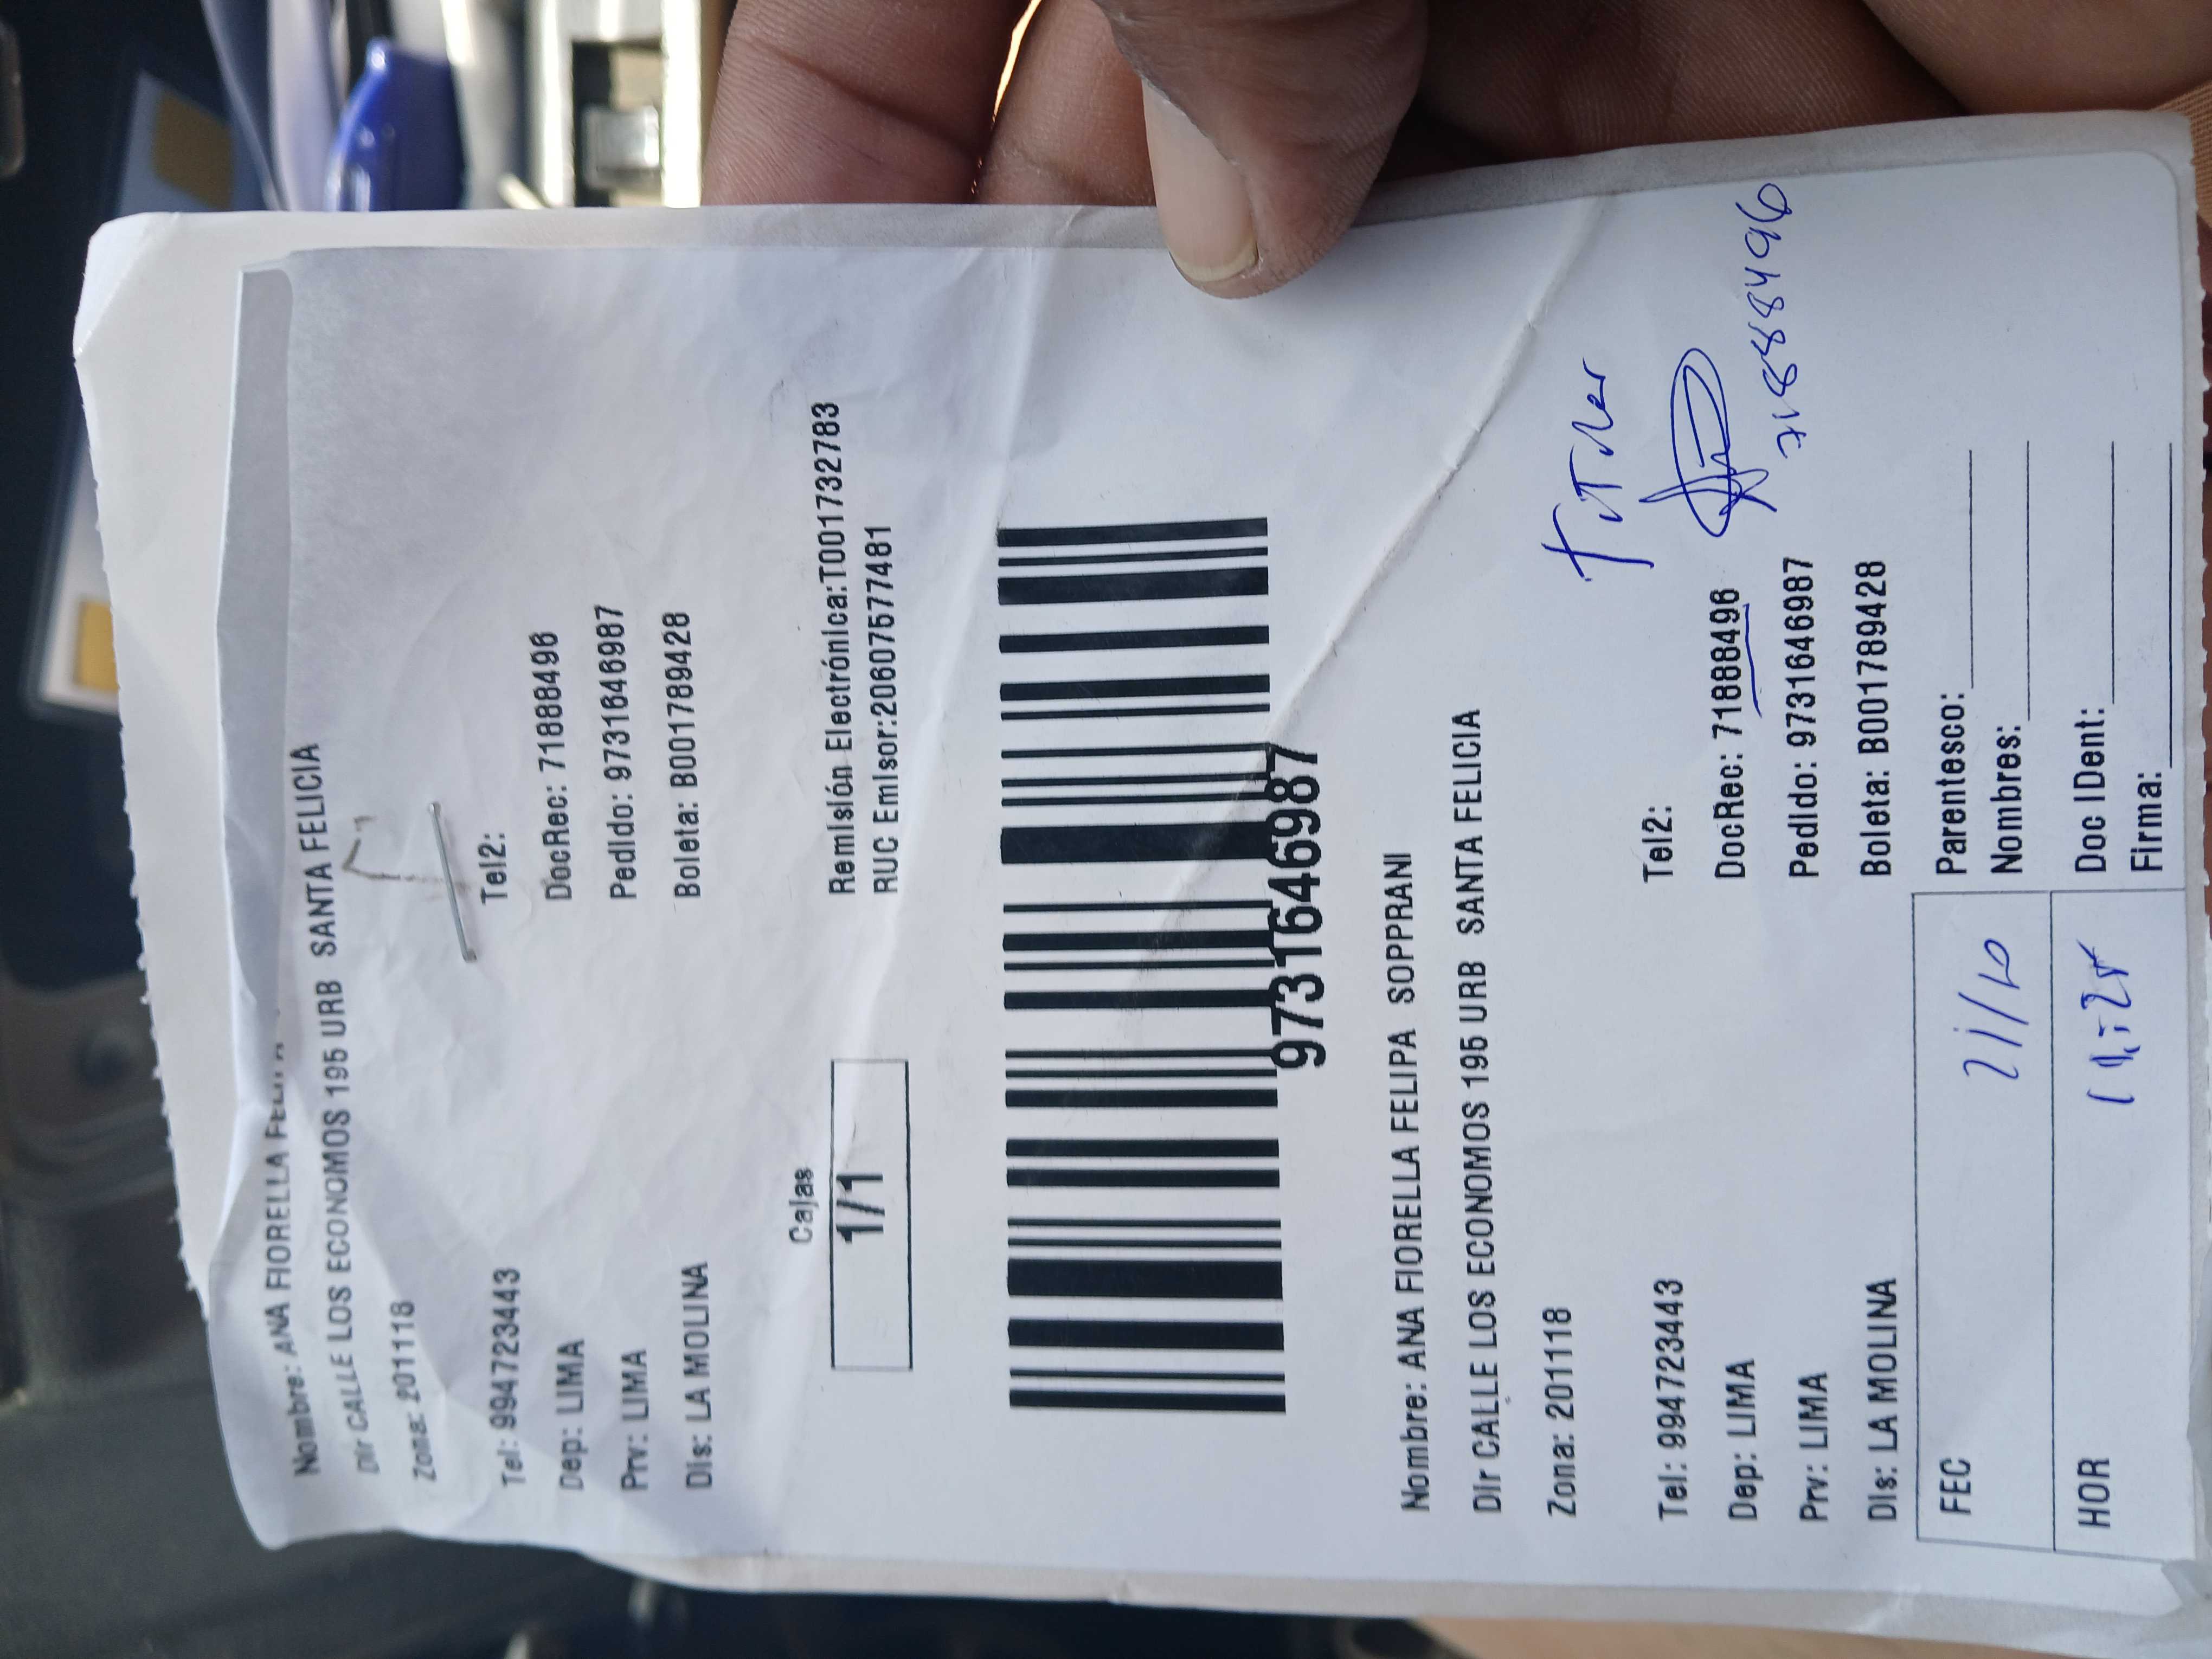 Nombre: ANA FIORELLA
Dir CALLE LOS ECONOMOS 195 URB SANTA FELICIA
Zona: 201118
Tel: 994723443 Tel2:
Dep: LIMA DocRec: 71888496
Prv: LIMA Pedido: 97316469​87
Dis: LA MOLINA Boleta: B001789428
Cajas
1/1
Remisión Electrónica:T001732783
RUC Emisor:20607577481
9731646987
Nombre: ANA FIORELLA FELIPA SOPPRANI
Dir CALLE LOS ECONOMOS 195 URB SANTA FELICIA
Zona: 201118
Tel: 994723443 Tel2:
Dep: LIMA DocRec: 71888496
Prv: LIMA Pedido: 9731646987
Dis: LA MOLINA Boleta: B001789428
71888496
FEC 21/10
Parentesco:
Nombres:
HOR
Doc IDent:
Firma: